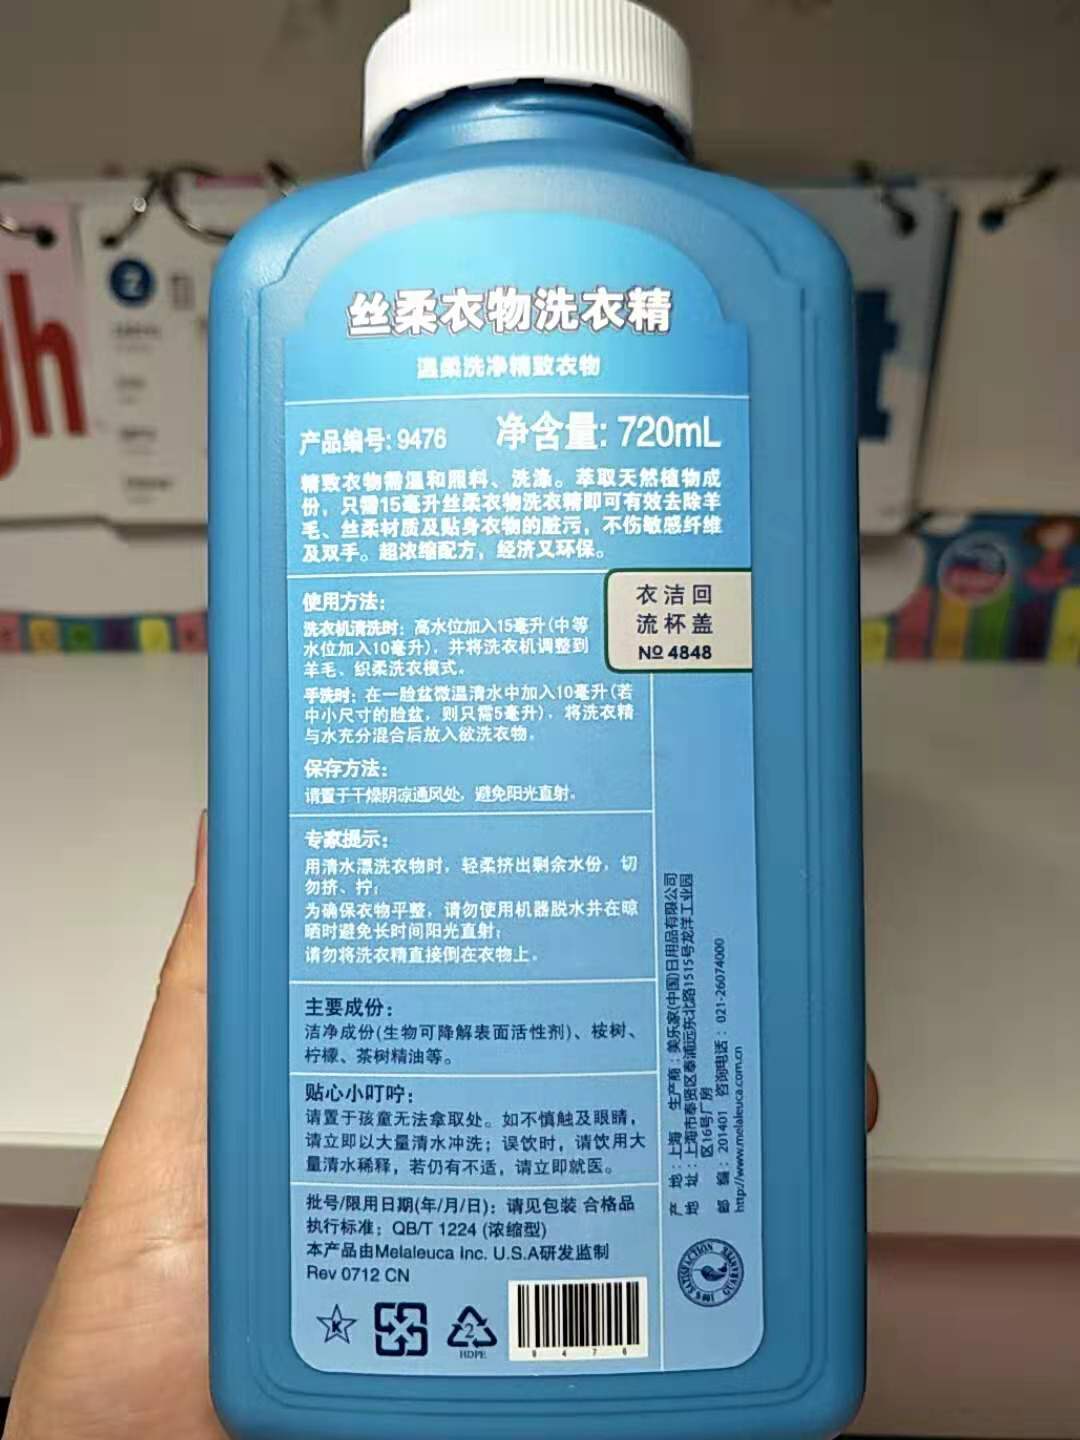 丝柔衣物洗衣精
温柔洗净精致衣物
产品编号: 9476
净含量: 720mL
精致衣物需温和照料、洗涤。萃取天然植物成
份，只需15毫升丝柔衣物洗衣精即可有效去除羊
毛、丝柔材质及贴身衣物的脏污，不伤敏感纤维
及双手。超浓缩配方，经济又环保。
衣洁回
流杯盖
№ 4848
使用方法：
洗衣机清洗时：高水位加入15毫升(中等
水位加入10毫升)，并将洗衣机调整到
羊毛、织柔洗衣模式。
手洗时：在一脸盆微温清水中加入10毫升(若
中小尺寸的脸盆，则只需5毫升)，将洗衣精
与水充分混合后放入欲洗衣物。
保存方法：
请置于干燥阴凉通风处，避免阳光直射。
专家提示：
用清水漂洗衣物时，轻柔挤出剩余水份，切
勿挤、拧；
为确保衣物平整，请勿使用机器脱水并在晾
晒时避免长时间阳光直射；
请勿将洗衣精直接倒在衣物上。
主要成份：
洁净成份(生物可降解表面活性剂)、桉树、
柠檬、茶树精油等。
贴心小叮咛：
请置于孩童无法拿取处。如不慎触及眼睛，
请立即以大量清水冲洗；误饮时，请饮用大
量清水稀释，若仍有不适，请立即就医。
批号/限用日期(年/月/日)：请见包装 合格品
执行标准：QB/T 1224 (浓缩型)
本产品由Melaleuca Inc. U.S.A研发监制
Rev 0712 CN
K
2
HDPE
9 4 7 6
产 地：上海 生产商：美乐家(中国)日用品有限公司
地 址：上海市奉贤区奉浦远东北路1515号龙洋工业园
区16号厂房
邮 编：201401 咨询电话：021-26074000
http://www.melaleuca.com.cn
SATISFACTION GUARANTEE
gh
2
t